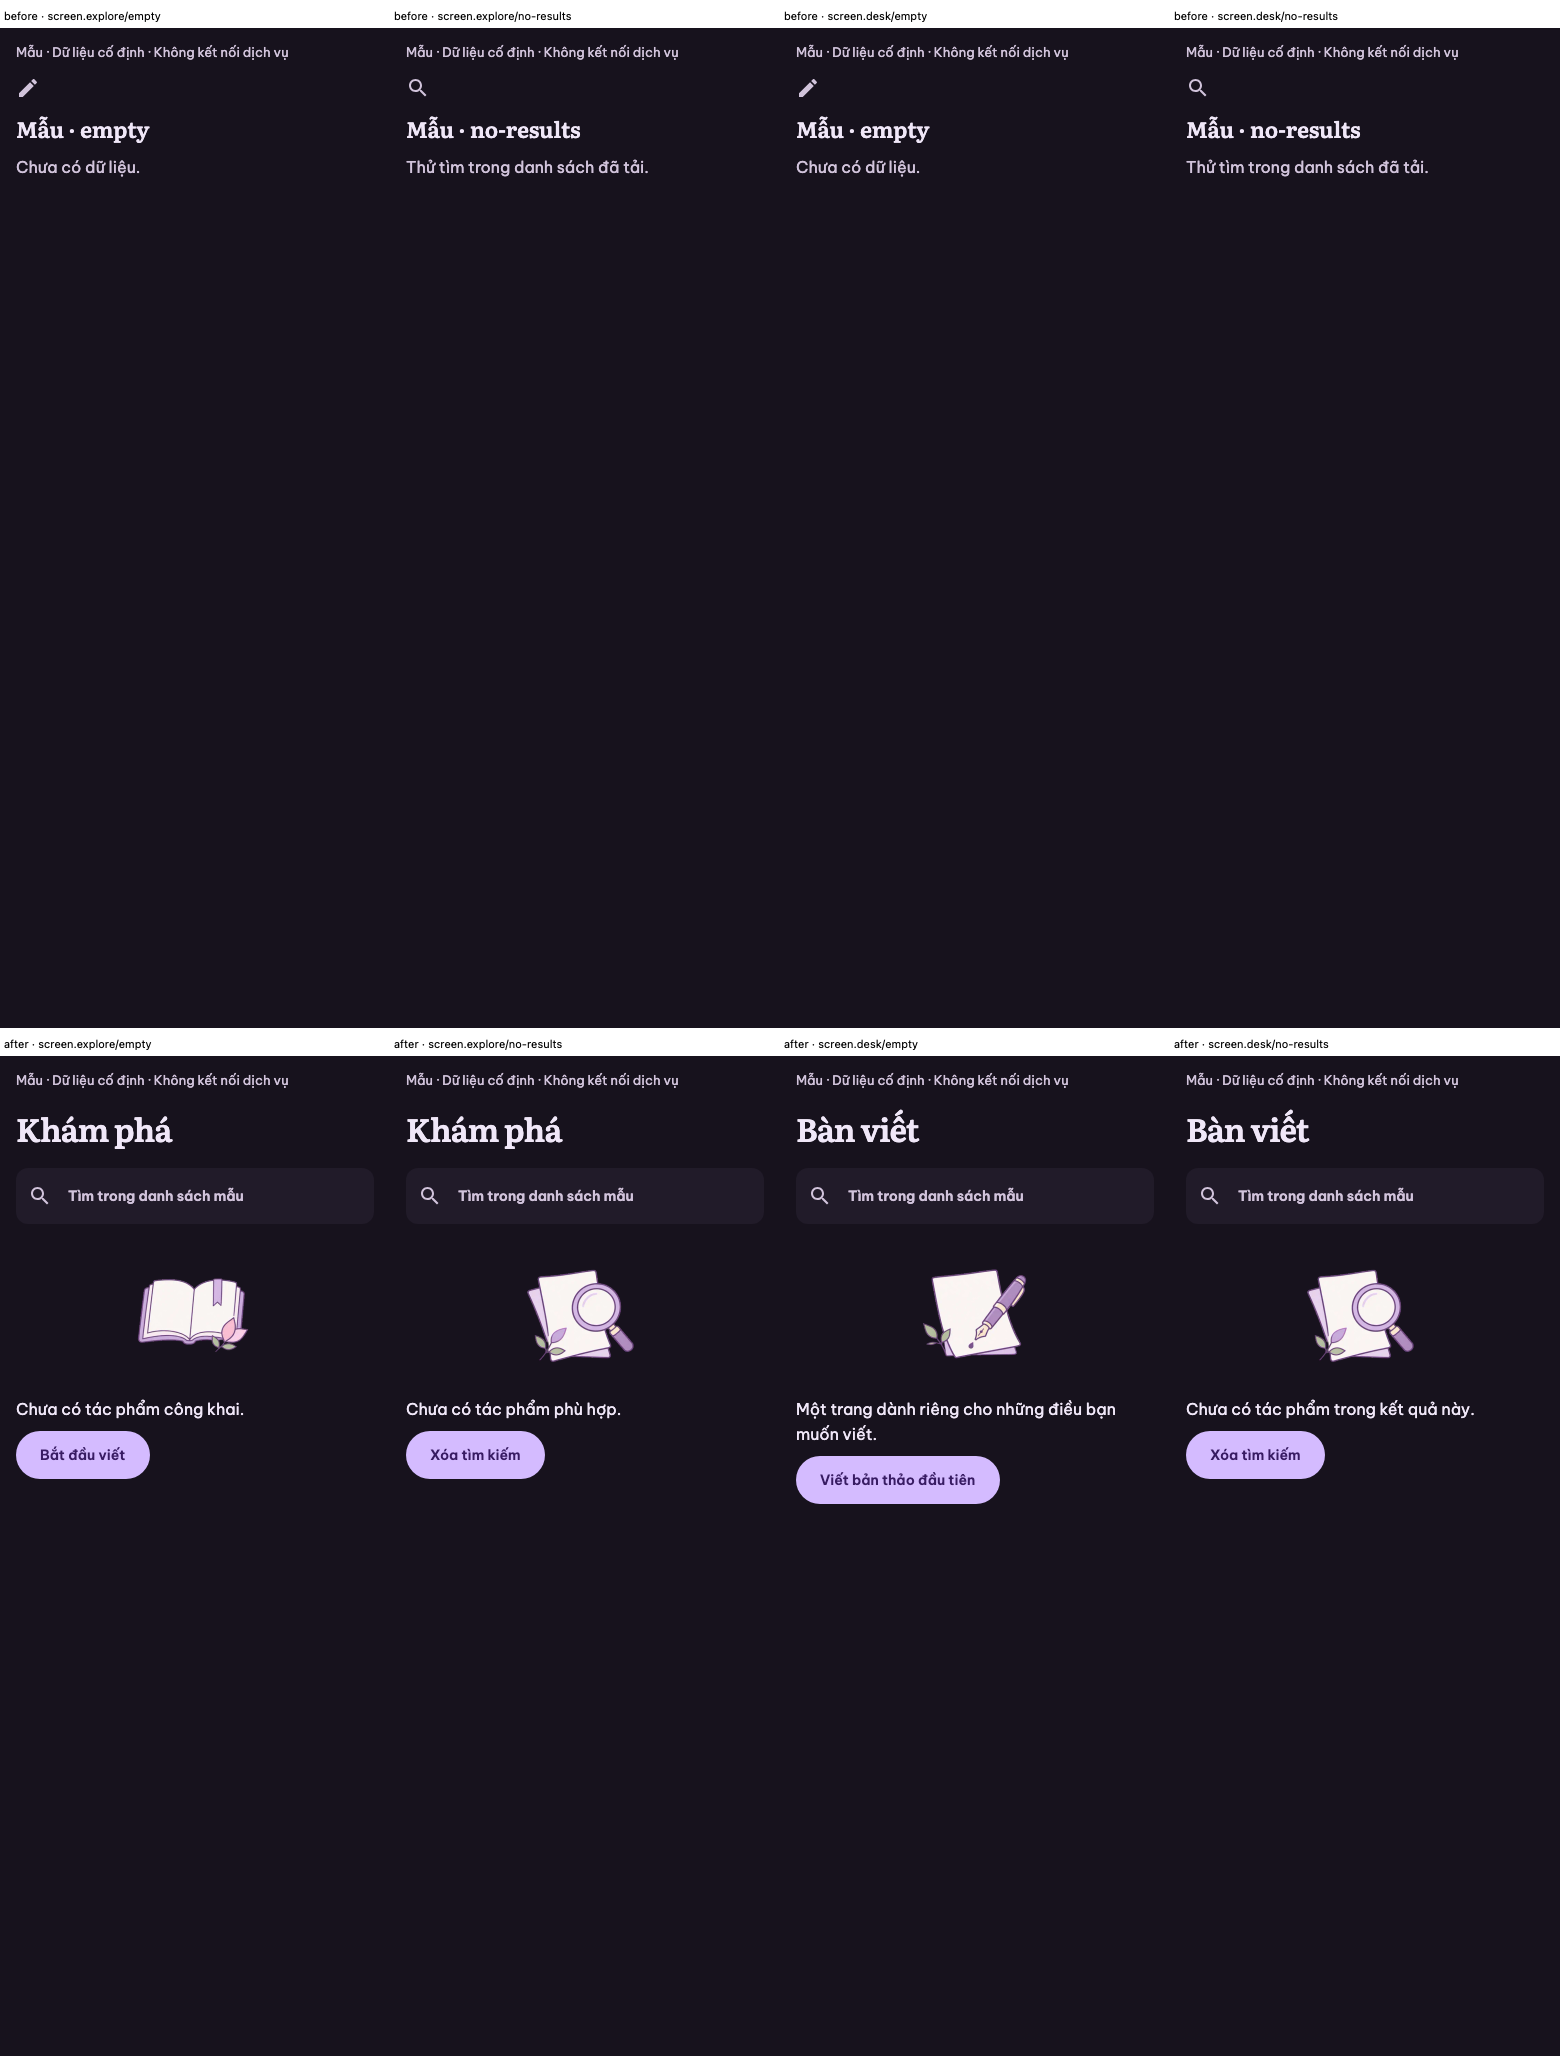 before · screen.explore/empty
Mẫu · Dữ liệu cố định · Không kết nối dịch vụ
Mẫu · empty
Chưa có dữ liệu.
before · screen.explore/no-results
Mẫu · Dữ liệu cố định · Không kết nối dịch vụ
Mẫu · no-results
Thử tìm trong danh sách đã tải.
before · screen.desk/empty
Mẫu · Dữ liệu cố định · Không kết nối dịch vụ
Mẫu · empty
Chưa có dữ liệu.
before · screen.desk/no-results
Mẫu · Dữ liệu cố định · Không kết nối dịch vụ
Mẫu · no-results
Thử tìm trong danh sách đã tải.
after · screen.explore/empty
Mẫu · Dữ liệu cố định · Không kết nối dịch vụ
Khám phá
Tìm trong danh sách mẫu
Chưa có tác phẩm công khai.
Bắt đầu viết
after · screen.explore/no-results
Mẫu · Dữ liệu cố định · Không kết nối dịch vụ
Khám phá
Tìm trong danh sách mẫu
Chưa có tác phẩm phù hợp.
Xóa tìm kiếm
after · screen.desk/empty
Mẫu · Dữ liệu cố định · Không kết nối dịch vụ
Bàn viết
Tìm trong danh sách mẫu
Một trang dành riêng cho những điều bạn
muốn viết.
Viết bản thảo đầu tiên
after · screen.desk/no-results
Mẫu · Dữ liệu cố định · Không kết nối dịch vụ
Bàn viết
Tìm trong danh sách mẫu
Chưa có tác phẩm trong kết quả này.
Xóa tìm kiếm